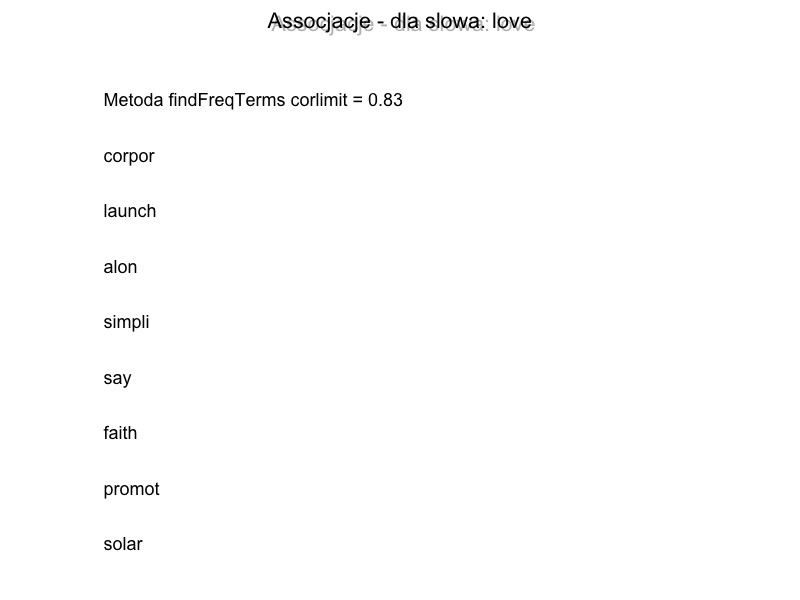 Assocjacje - dla slowa: love
Metoda findFreqTerms corlimit = 0.83
corpor
launch
alon
simpli
say
faith
promot
solar